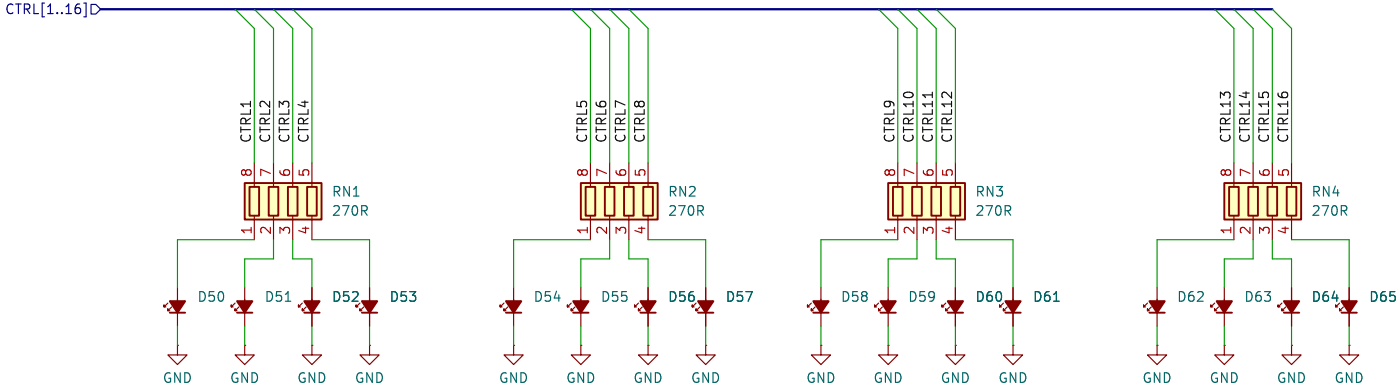 CTRL[1..16]
CTRL1 CTRL2 CTRL3 CTRL4 CTRL5 CTRL6 CTRL7 CTRL8 CTRL9 CTRL10 CTRL11 CTRL12 CTRL13 CTRL14 CTRL15 CTRL16
8 7 6 5 8 7 6 5 8 7 6 5 8 7 6 5
RN1 RN2 RN3 RN4
270R 270R 270R 270R
1 2 3 4 1 2 3 4 1 2 3 4 1 2 3 4
D50 D51 D52 D53 D54 D55 D56 D57 D58 D59 D60 D61 D62 D63 D64 D65
GND GND GND GND GND GND GND GND GND GND GND GND GND GND GND GND